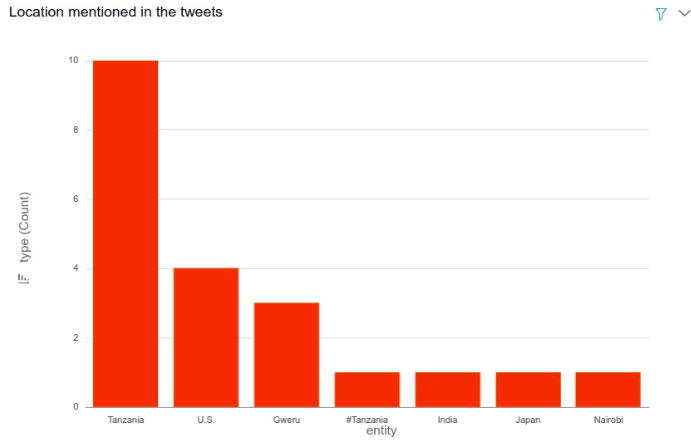 Location mentioned in the tweets
type (Count)
10
8
6
4
2
0
Tanzania U.S. Gweru #Tanzania India Japan Nairobi
entity